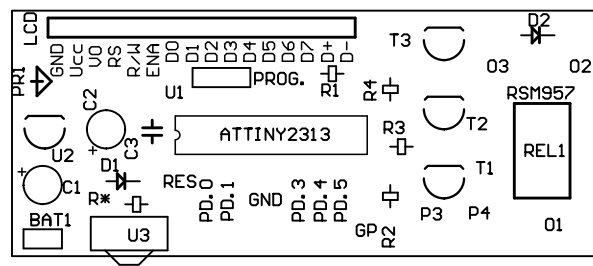 LCD
GND
Vcc
VO
RS
R/W
ENA
D0
D1
D2
D3
D4
D5
D6
D7
D+
D-
D2
T3
O3
O2
PR1
U1
PROG.
R1
R4
RSM957
C2
C3
ATTINY2313
R3
T2
U2
REL1
D1
T1
C1
R*
RES
PD.0
PD.1
GND
PD.3
PD.4
PD.5
P3
P4
BAT1
U3
GP
R2
O1